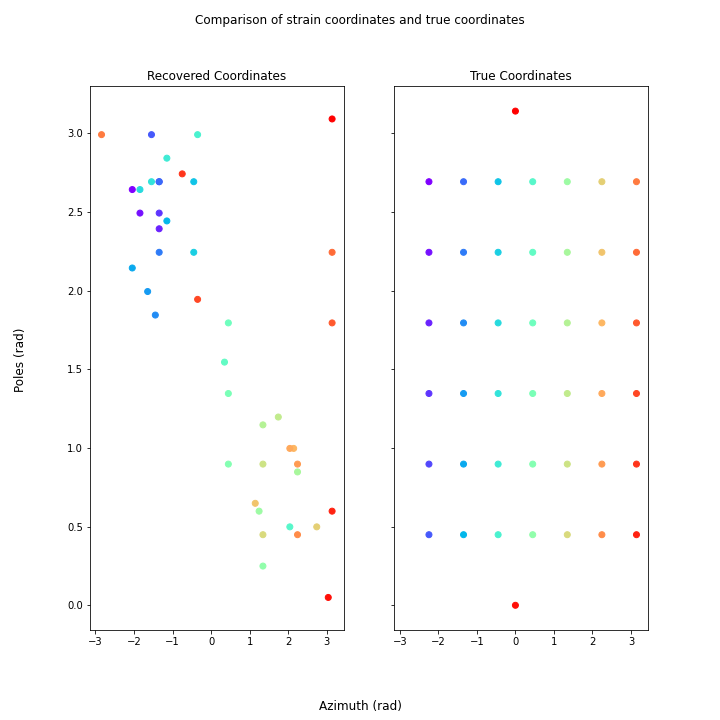 Comparison of strain coordinates and true coordinates
Recovered Coordinates
True Coordinates
Poles (rad)
3.0
2.5
2.0
1.5
1.0
0.5
0.0
−3 −2 −1 0 1 2 3
−3 −2 −1 0 1 2 3
Azimuth (rad)